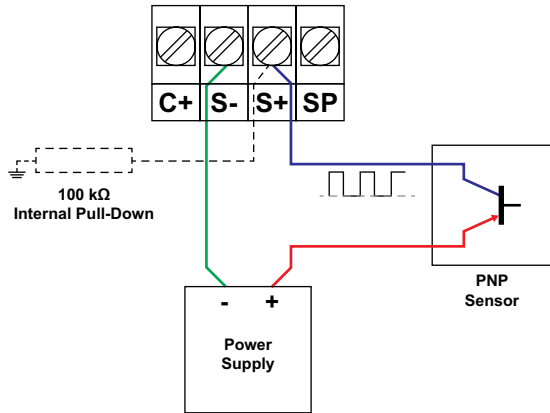 C+ S- S+ SP
100 kΩ
Internal Pull-Down
PNP
Sensor
- +
Power
Supply